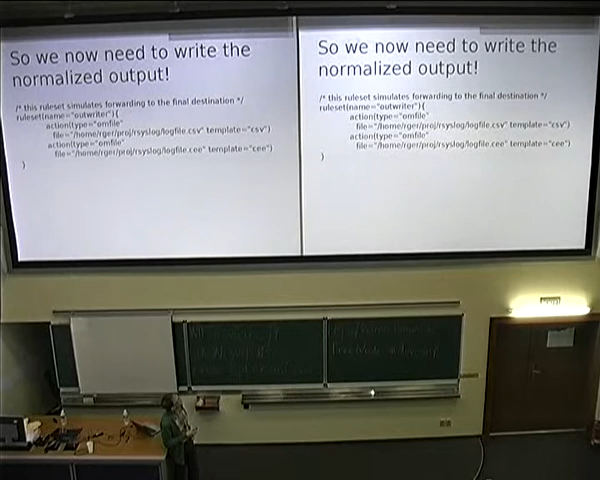 So we now need to write the
normalized output!
/* this ruleset simulates forwarding to the final destination */
ruleset(name="outwriter"){
action(type="omfile"
file="/home/rger/proj/rsyslog/logfile.csv" template="csv")
action(type="omfile"
file="/home/rger/proj/rsyslog/logfile.cee" template="cee")
}
So we now need to write the
normalized output!
/* this ruleset simulates forwarding to the final destination */
ruleset(name="outwriter"){
action(type="omfile"
file="/home/rger/proj/rsyslog/logfile.csv" template="csv")
action(type="omfile"
file="/home/rger/proj/rsyslog/logfile.cee" template="cee")
}